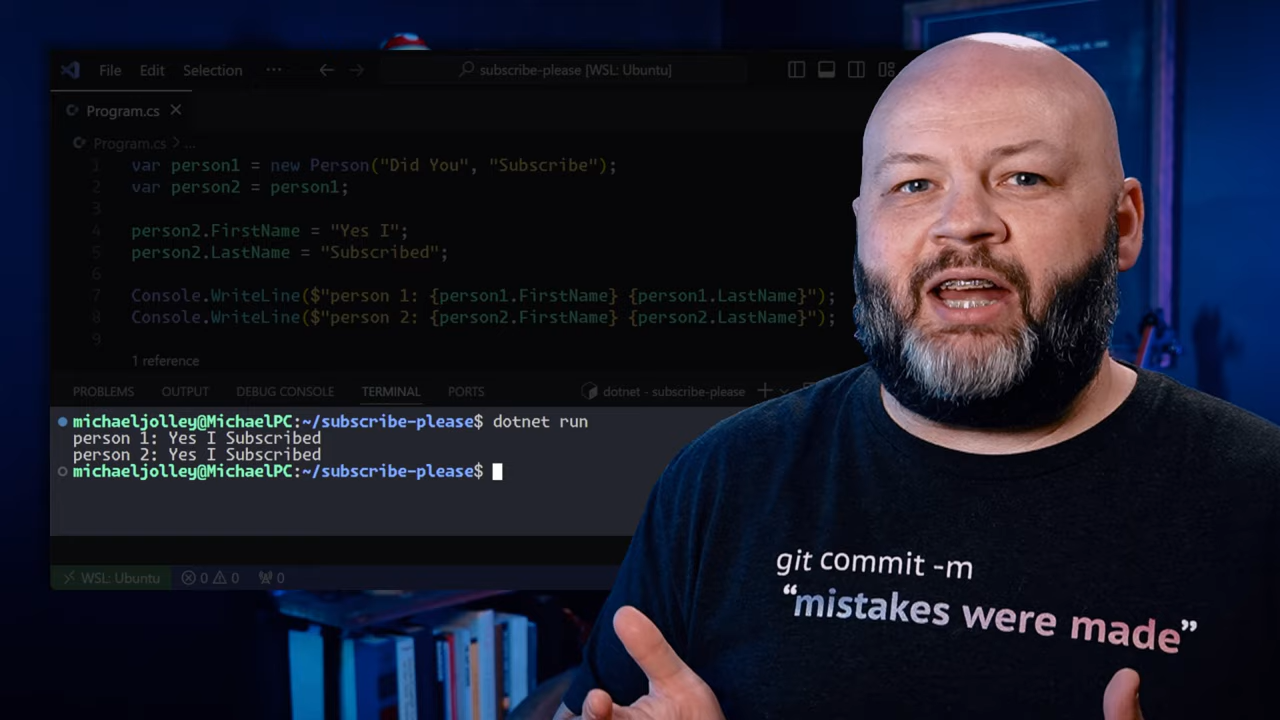 File Edit Selection ··· subscribe-please [WSL: Ubuntu]
Program.cs
Program.cs > ...
1 var person1 = new Person("Did You", "Subscribe");
2 var person2 = person1;
3
4 person2.FirstName = "Yes I";
5 person2.LastName = "Subscribed";
6
7 Console.WriteLine($"person 1: {person1.FirstName} {person1.LastName}");
8 Console.WriteLine($"person 2: {person2.FirstName} {person2.LastName}");
9
1 reference
PROBLEMS OUTPUT DEBUG CONSOLE TERMINAL PORTS dotnet - subscribe-please
michaeljolley@MichaelPC:~/subscribe-please$ dotnet run
person 1: Yes I Subscribed
person 2: Yes I Subscribed
michaeljolley@MichaelPC:~/subscribe-please$
WSL: Ubuntu 0 0 0
git commit -m
“mistakes were made”